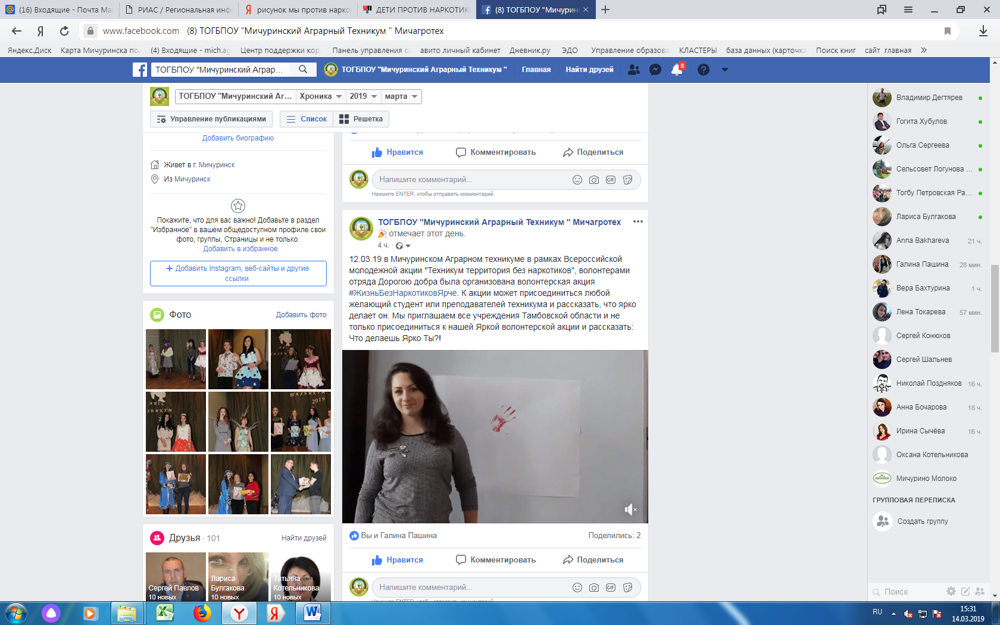 (16) Входящие - Почта Mai
РИАС / Региональная инфо
рисунок мы против нарко
ДЕТИ ПРОТИВ НАРКОТИК
(8) ТОГБПОУ "Мичурин
www.facebook.com (8) ТОГБПОУ "Мичуринский Аграрный Техникум " Мичагротех
Яндекс.Диск Карта Мичуринска по (4) Входящие - mich.ag Центр поддержки кор Панель управления са авито личный кабинет Дневник.ру ЭДО Управление образова КЛАСТЕРЫ база данных (карточка Поиск книг сайт главная »
ТОГБПОУ "Мичуринский Аграр...
ТОГБПОУ "Мичуринский Аграрный Техникум "
Главная
Найти друзей
8
ТОГБПОУ "Мичуринский Аг... Хроника 2019 марта
Управление публикациями Список Решетка
Добавить биографию
Живет в г. Мичуринск
Из Мичуринск
Покажите, что для вас важно! Добавьте в раздел
"Избранное" в вашем общедоступном профиле свои
фото, группы, Страницы и не только.
Добавить в избранное
+ Добавить Instagram, веб-сайты и другие
ссылки
Фото Добавить фото
2019
Друзья · 101 Найти друзей
Сергей Павлов
10 новых
Лариса
Булгакова
10 новых
Татьяна
Котельникова
10 новых
Нравится Комментировать Поделиться
Напишите комментарий...
GIF
Нажмите ENTER, чтобы отправить комментарий.
ТОГБПОУ "Мичуринский Аграрный Техникум " Мичагротех
отмечает этот день.
4 ч. ·
12.03.19 в Мичуринском Аграрном техникуме в рамках Всероссийской
молодежной акции "Техникум территория без наркотиков", волонтерами
отряда Дорогою добра была организована волонтерская акция
#ЖизньБезНаркотиковЯрче. К акции может присоединиться любой
желающий студент или преподавателей техникума и рассказать, что ярко
делает он. Мы приглашаем все учреждения Тамбовской области и не
только присоединиться к нашей Яркой волонтерской акции и рассказать:
Что делаешь Ярко Ты?!
Вы и Галина Пашина Поделились: 2
Нравится Комментировать Поделиться
Напишите комментарий...
GIF
Владимир Дегтярев
Гогита Хубулов
Ольга Сергеева
Сельсовет Логунова ...
Тогбу Петровская Ра...
Лариса Булгакова
Anna Bakhareva 21 ч.
Галина Пашина 28 мин.
Вера Бахтурина 1 ч.
Лена Токарева 57 мин.
Сергей Конюхов
Сергей Шальнев
Николай Поздняков 16 ч.
Анна Бочарова 18 ч.
Ирина Сычёва 16 ч.
Оксана Котельникова
Мичурино Молоко
ГРУППОВАЯ ПЕРЕПИСКА
Создать группу
Поиск
RU
15:31
14.03.2019